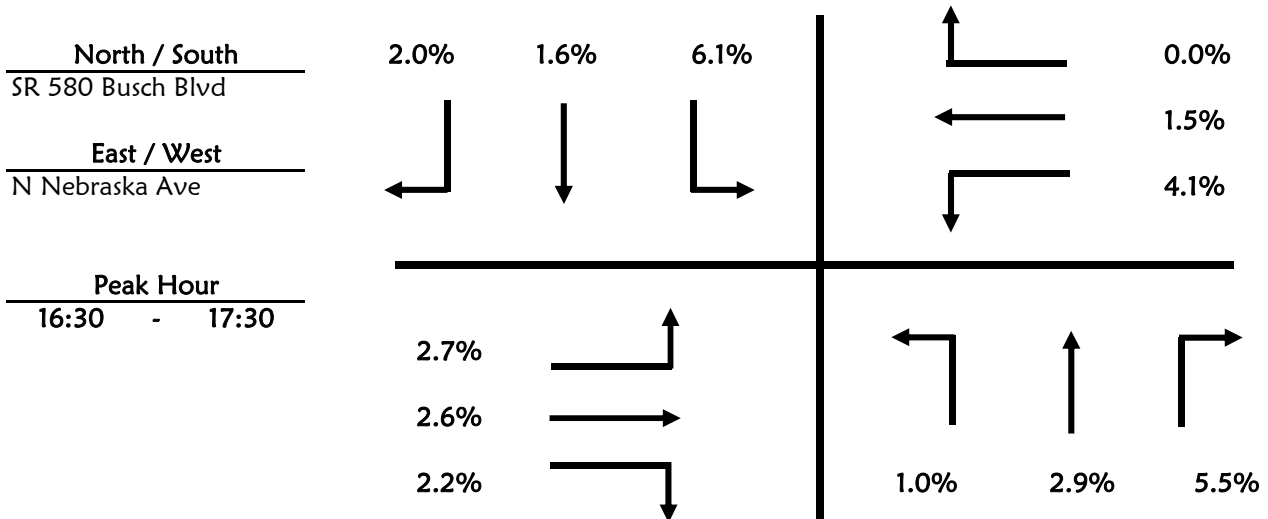 North / South
SR 580 Busch Blvd
East / West
N Nebraska Ave
Peak Hour
16:30 - 17:30
2.0% 1.6% 6.1%
0.0%
1.5%
4.1%
2.7%
2.6%
2.2%
1.0% 2.9% 5.5%